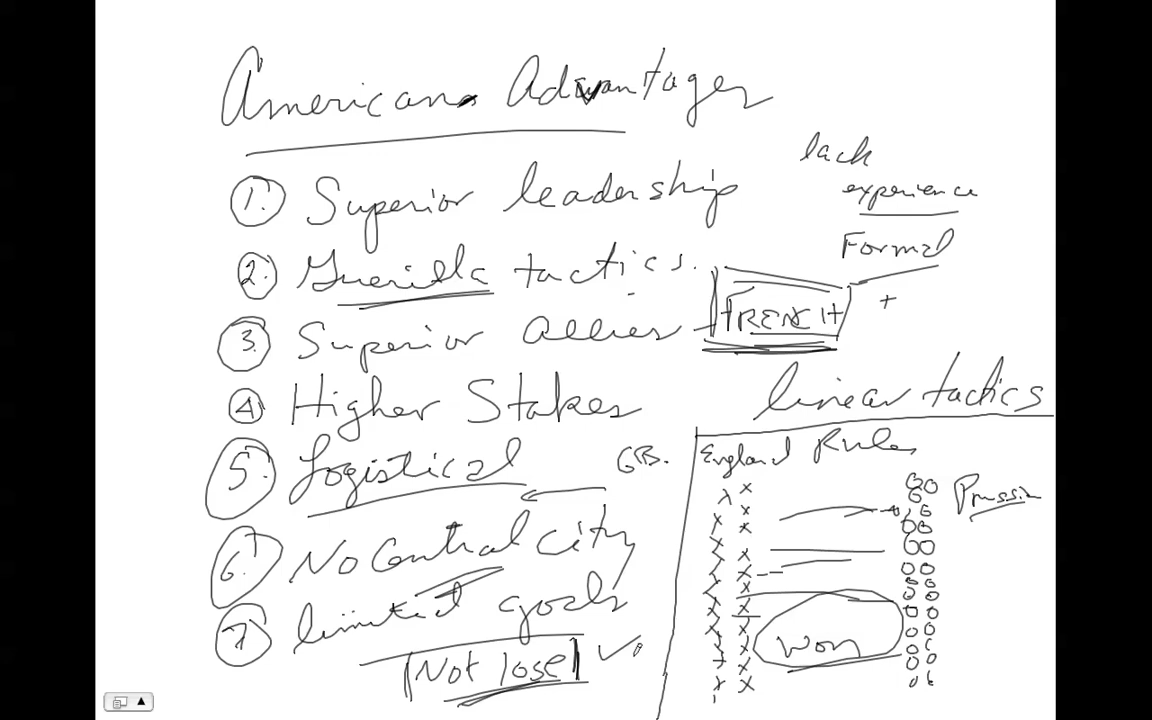 American Advantages
lack
experience
1. Superior leadership
Formal
2. Guerilla tactics.
+
3. Superior Allies - FRENCH
4 Higher Stakes
linear tactics
5. Logistical
GB.
England Rules
Prussia
6. No Central city
7. limited goals
won
Not lose